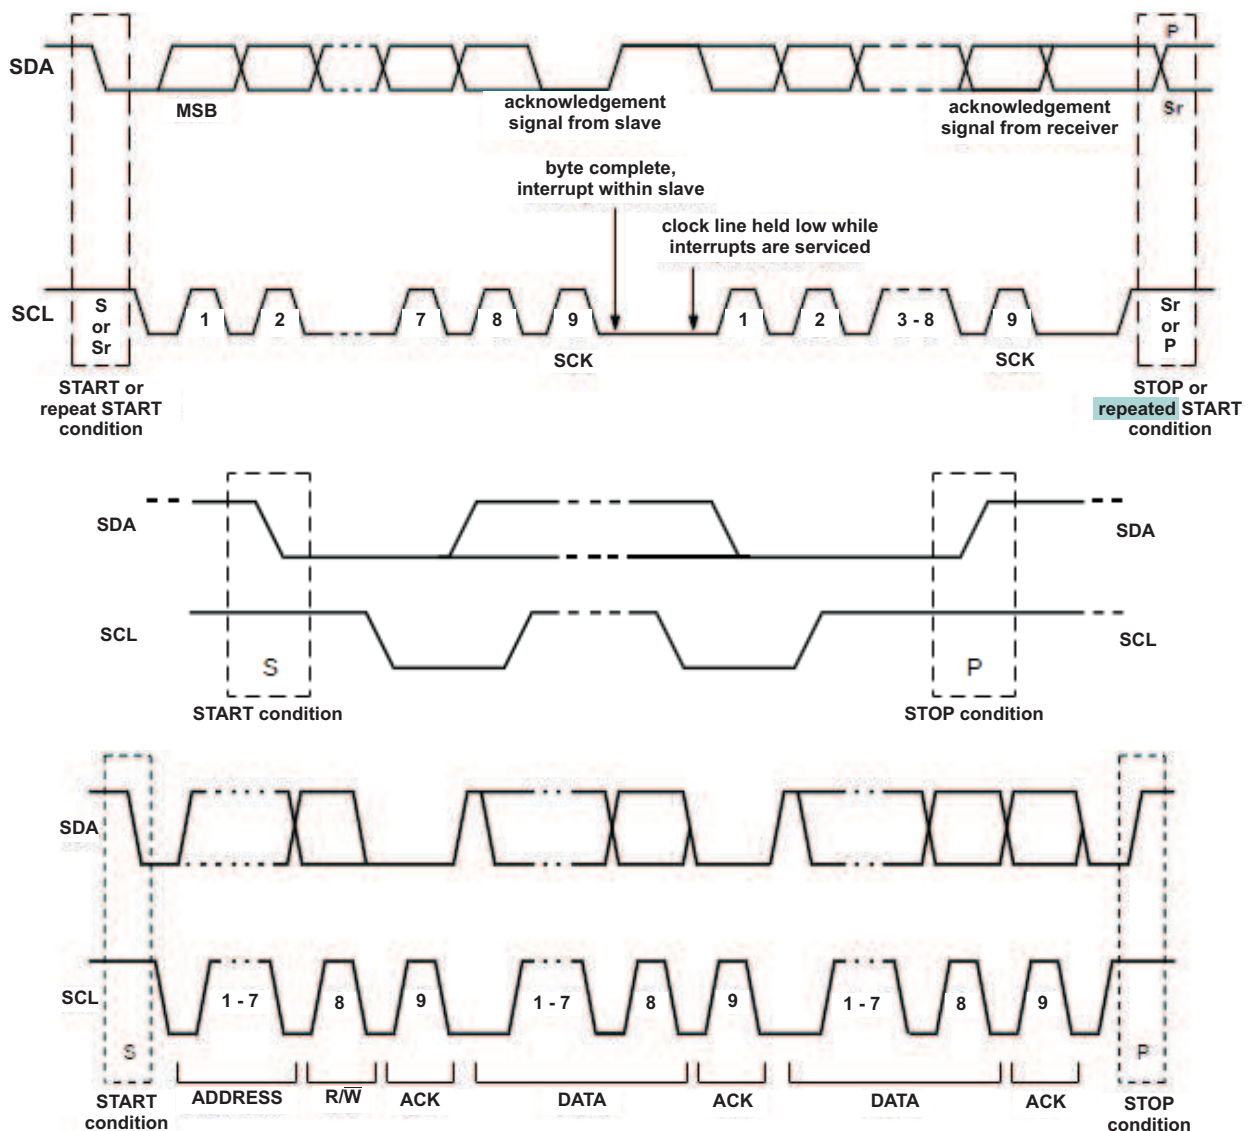 P
SDA
MSB
acknowledgement
signal from slave
acknowledgement
signal from receiver
Sr
byte complete,
interrupt within slave
clock line held low while
interrupts are serviced
SCL
S
or
Sr
1
2
7
8
9
1
2
3 - 8
9
Sr
or
P
SCK
SCK
START or
repeat START
condition
STOP or
repeated START
condition
SDA
SDA
SCL
SCL
S
P
START condition
STOP condition
SDA
SCL
1 - 7
8
9
1 - 7
8
9
1 - 7
8
9
S
P
START
condition
ADDRESS
R/W̅
ACK
DATA
ACK
DATA
ACK
STOP
condition